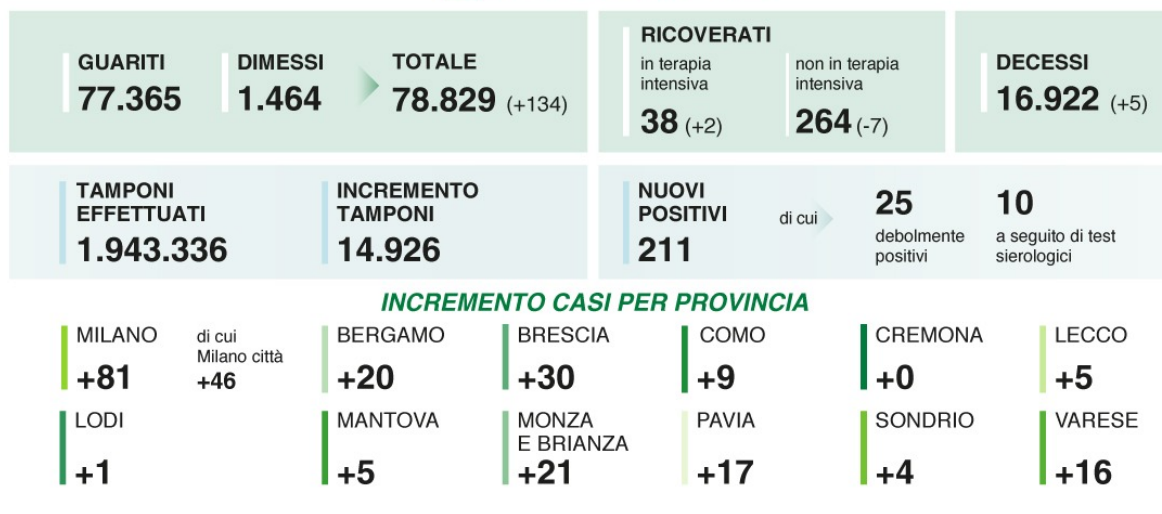 GUARITI
77.365
DIMESSI
1.464
TOTALE
78.829 (+134)
RICOVERATI
in terapia
intensiva
38 (+2)
non in terapia
intensiva
264 (-7)
DECESSI
16.922 (+5)
TAMPONI
EFFETTUATI
1.943.336
INCREMENTO
TAMPONI
14.926
NUOVI
POSITIVI
211
di cui
25
debolmente
positivi
10
a seguito di test
sierologici
INCREMENTO CASI PER PROVINCIA
MILANO
+81
di cui
Milano città
+46
BERGAMO
+20
BRESCIA
+30
COMO
+9
CREMONA
+0
LECCO
+5
LODI
+1
MANTOVA
+5
MONZA
E BRIANZA
+21
PAVIA
+17
SONDRIO
+4
VARESE
+16